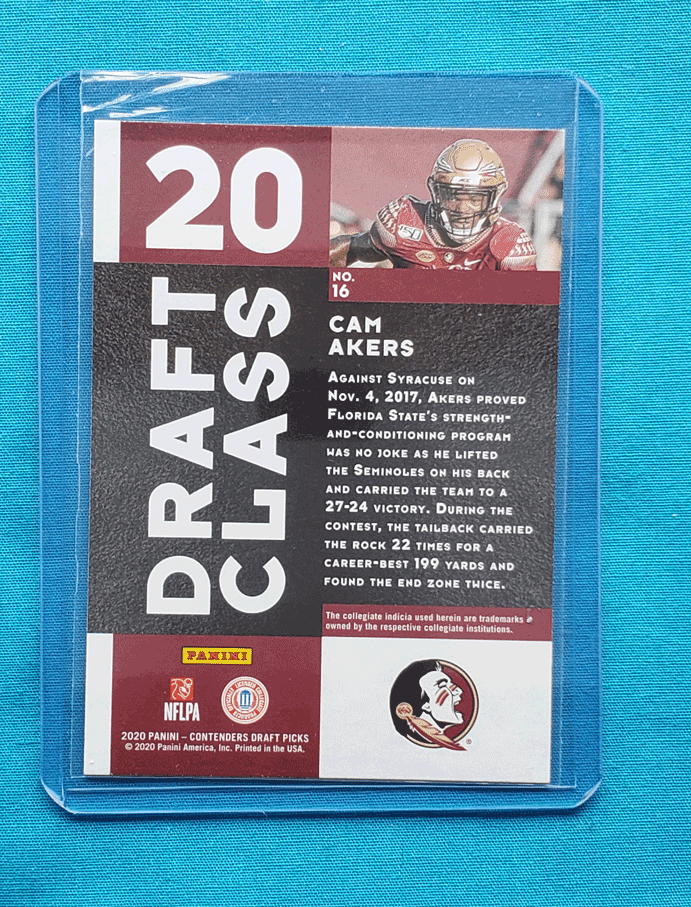 20
DRAFT
CLASS
NO.
16
CAM
AKERS
AGAINST SYRACUSE ON
NOV. 4, 2017, AKERS PROVED
FLORIDA STATE'S STRENGTH-
AND-CONDITIONING PROGRAM
WAS NO JOKE AS HE LIFTED
THE SEMINOLES ON HIS BACK
AND CARRIED THE TEAM TO A
27-24 VICTORY. DURING THE
CONTEST, THE TAILBACK CARRIED
THE ROCK 22 TIMES FOR A
CAREER-BEST 199 YARDS AND
FOUND THE END ZONE TWICE.
The collegiate indicia used herein are trademarks
owned by the respective collegiate institutions.
PANINI
NFLPA
OFFICIALLY LICENSED COLLEGIATE PRODUCTS
2020 PANINI – CONTENDERS DRAFT PICKS
© 2020 Panini America, Inc. Printed in the USA.